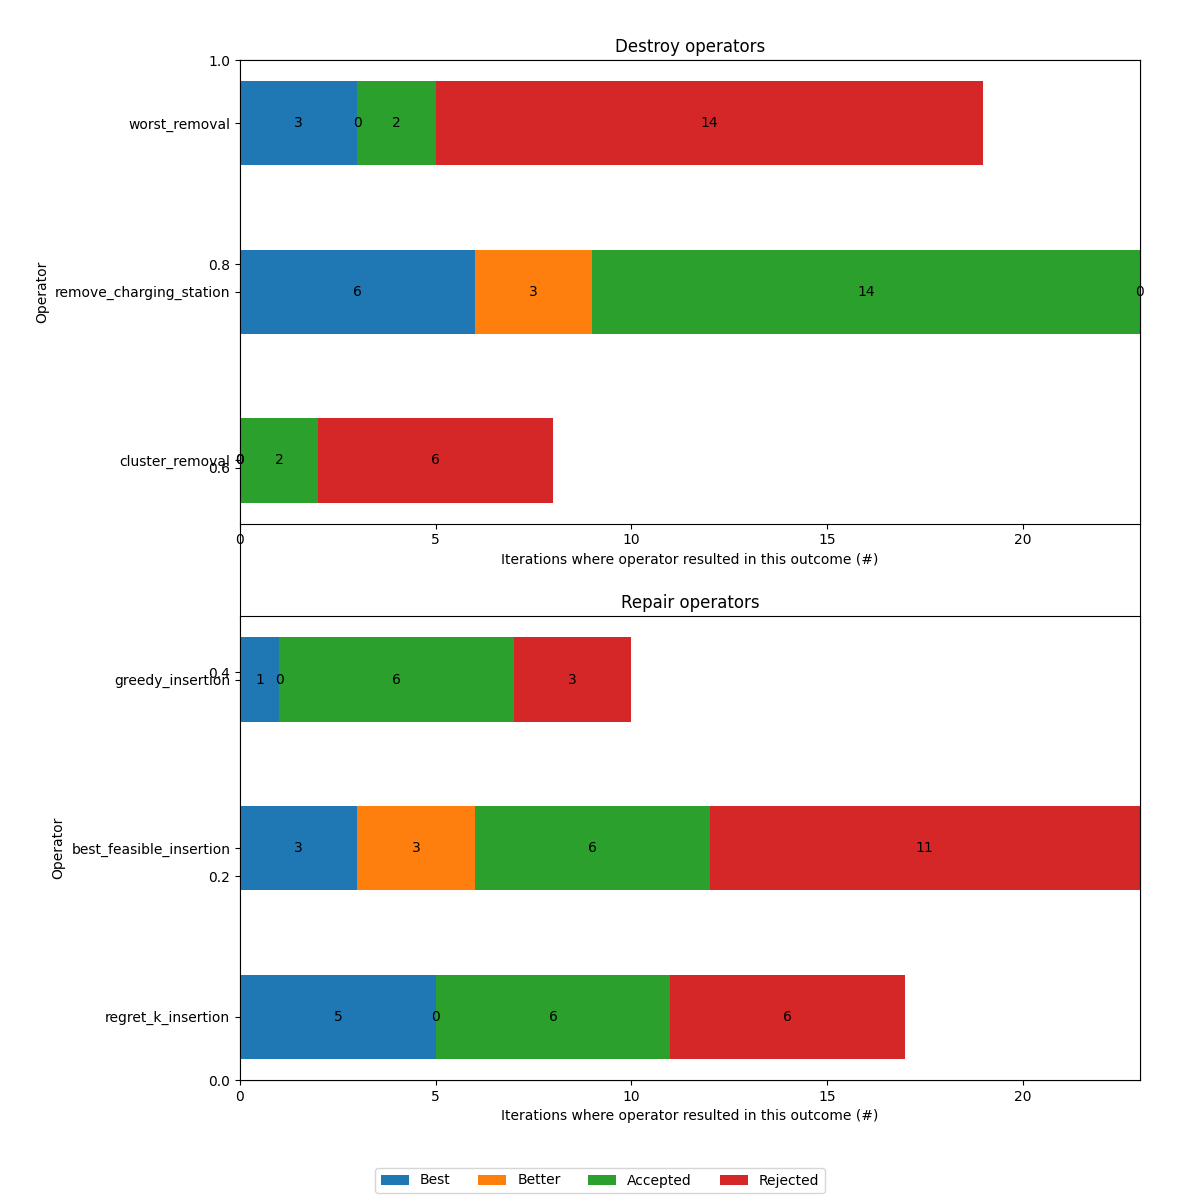 Destroy operators
1.0
worst_removal
3 0 2 14
0.8
Operator
remove_charging_station
6 3 14 0
cluster_removal
0 0 2 6
0.6
0 5 10 15 20
Iterations where operator resulted in this outcome (#)
Repair operators
0.4
greedy_insertion
1 0 6 3
Operator
best_feasible_insertion
3 3 6 11
0.2
regret_k_insertion
5 0 6 6
0.0
0 5 10 15 20
Iterations where operator resulted in this outcome (#)
Best Better Accepted Rejected